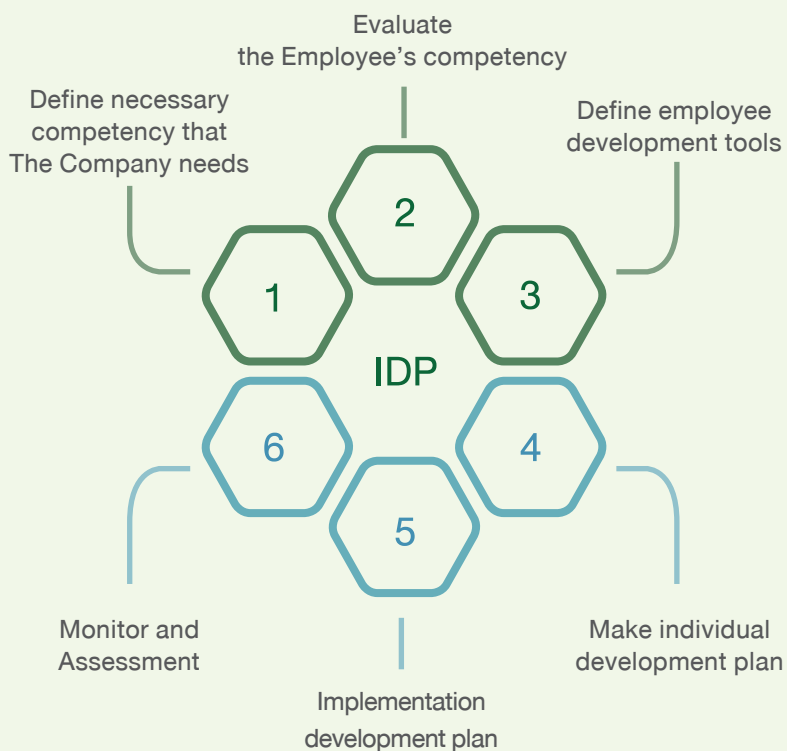 Evaluate
the Employee's competency
Define necessary
competency that
The Company needs
Define employee
development tools
2
1
3
IDP
6
4
5
Monitor and
Assessment
Make individual
development plan
Implementation
development plan